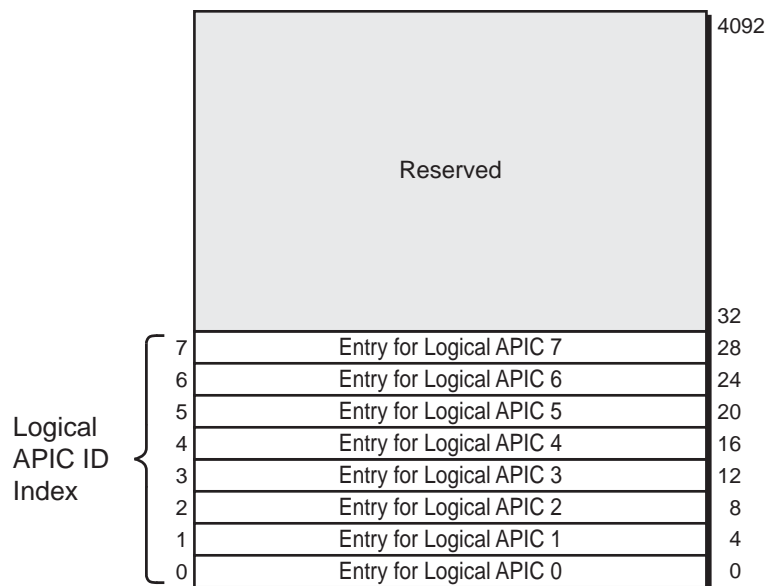 4092
Reserved
32
7 Entry for Logical APIC 7 28
6 Entry for Logical APIC 6 24
5 Entry for Logical APIC 5 20
4 Entry for Logical APIC 4 16
3 Entry for Logical APIC 3 12
2 Entry for Logical APIC 2 8
1 Entry for Logical APIC 1 4
0 Entry for Logical APIC 0 0
Logical
APIC ID
Index